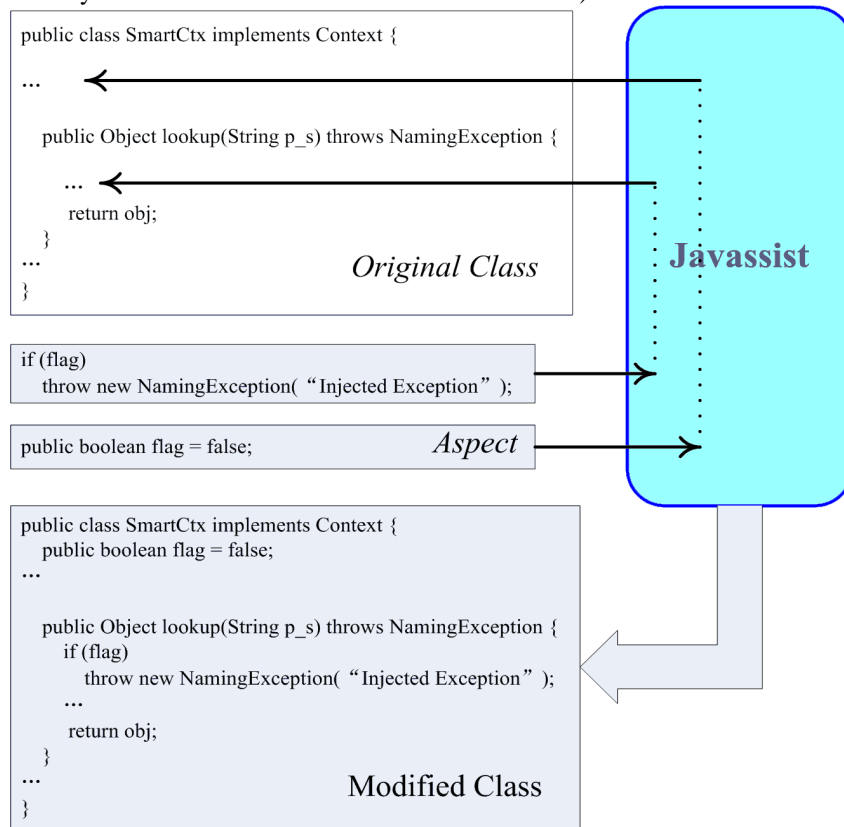 public class SmartCtx implements Context {
...
public Object lookup(String p_s) throws NamingException {
...
return obj;
}
...
}
Original Class
Javassist
if (flag)
throw new NamingException( “Injected Exception” );
public boolean flag = false;
Aspect
public class SmartCtx implements Context {
public boolean flag = false;
...
public Object lookup(String p_s) throws NamingException {
if (flag)
throw new NamingException( “Injected Exception” );
...
return obj;
}
...
}
Modified Class